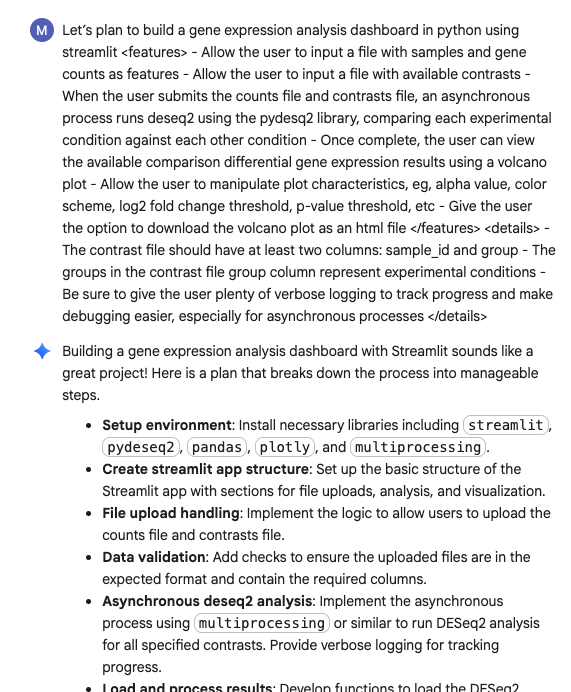 M
Let's plan to build a gene expression analysis dashboard in python using
streamlit <features> - Allow the user to input a file with samples and gene
counts as features - Allow the user to input a file with available contrasts -
When the user submits the counts file and contrasts file, an asynchronous
process runs deseq2 using the pydesq2 library, comparing each experimental
condition against each other condition - Once complete, the user can view
the available comparison differential gene expression results using a volcano
plot - Allow the user to manipulate plot characteristics, eg, alpha value, color
scheme, log2 fold change threshold, p-value threshold, etc - Give the user
the option to download the volcano plot as an html file </features> <details> -
The contrast file should have at least two columns: sample_id and group - The
groups in the contrast file group column represent experimental conditions -
Be sure to give the user plenty of verbose logging to track progress and make
debugging easier, especially for asynchronous processes </details>
Building a gene expression analysis dashboard with Streamlit sounds like a
great project! Here is a plan that breaks down the process into manageable
steps.
• Setup environment: Install necessary libraries including streamlit,
pydeseq2, pandas, plotly, and multiprocessing.
• Create streamlit app structure: Set up the basic structure of the
Streamlit app with sections for file uploads, analysis, and visualization.
• File upload handling: Implement the logic to allow users to upload the
counts file and contrasts file.
• Data validation: Add checks to ensure the uploaded files are in the
expected format and contain the required columns.
• Asynchronous deseq2 analysis: Implement the asynchronous
process using multiprocessing or similar to run DESeq2 analysis
for all specified contrasts. Provide verbose logging for tracking
progress.
• Load and process results: Develop functions to load the DESeq2